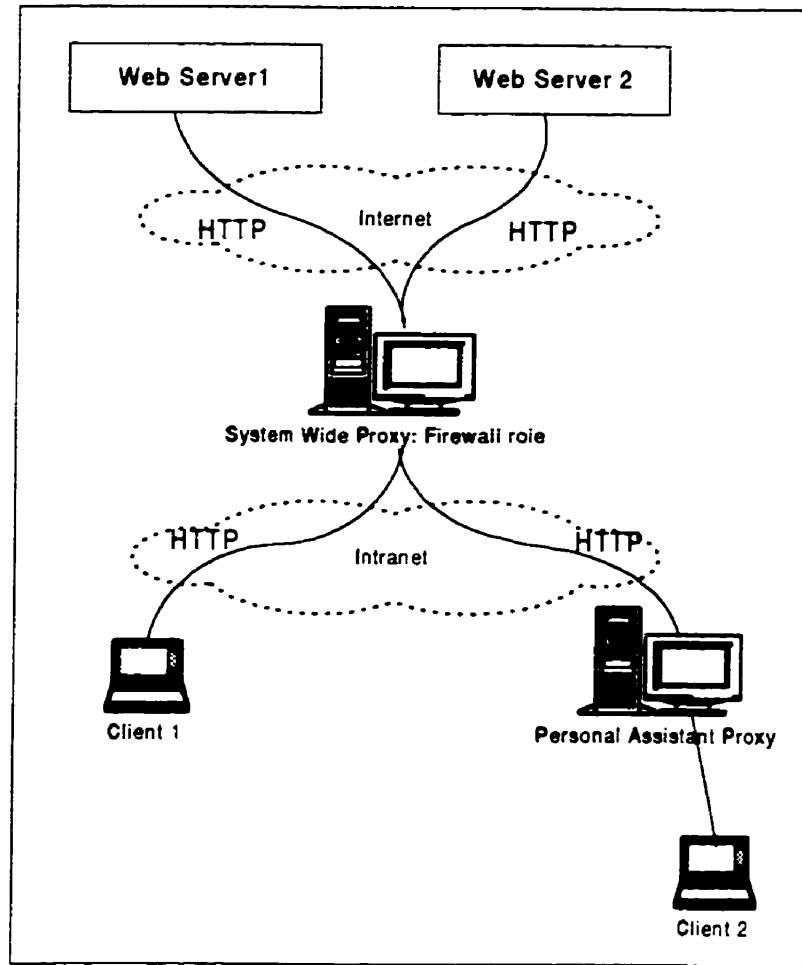 Web Server1
Web Server 2
HTTP
Internet
HTTP
System Wide Proxy: Firewall roie
HTTP
Intranet
HTTP
Client 1
Personal Assistant Proxy
Client 2